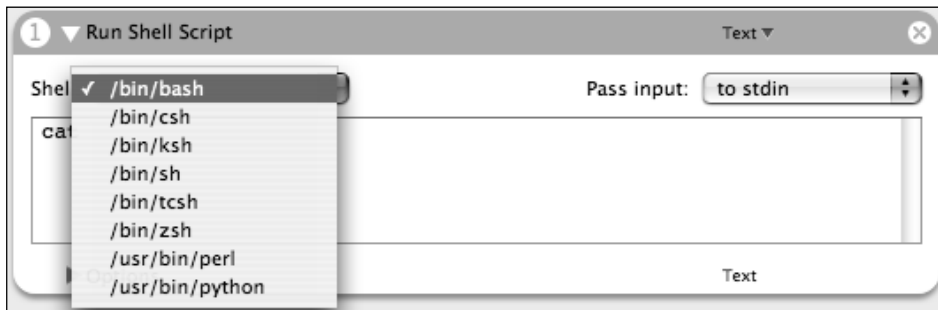 1 Run Shell Script Text
Shel /bin/bash Pass input: to stdin
cat
/bin/csh
/bin/ksh
/bin/sh
/bin/tcsh
/bin/zsh
/usr/bin/perl
Options Text
/usr/bin/python